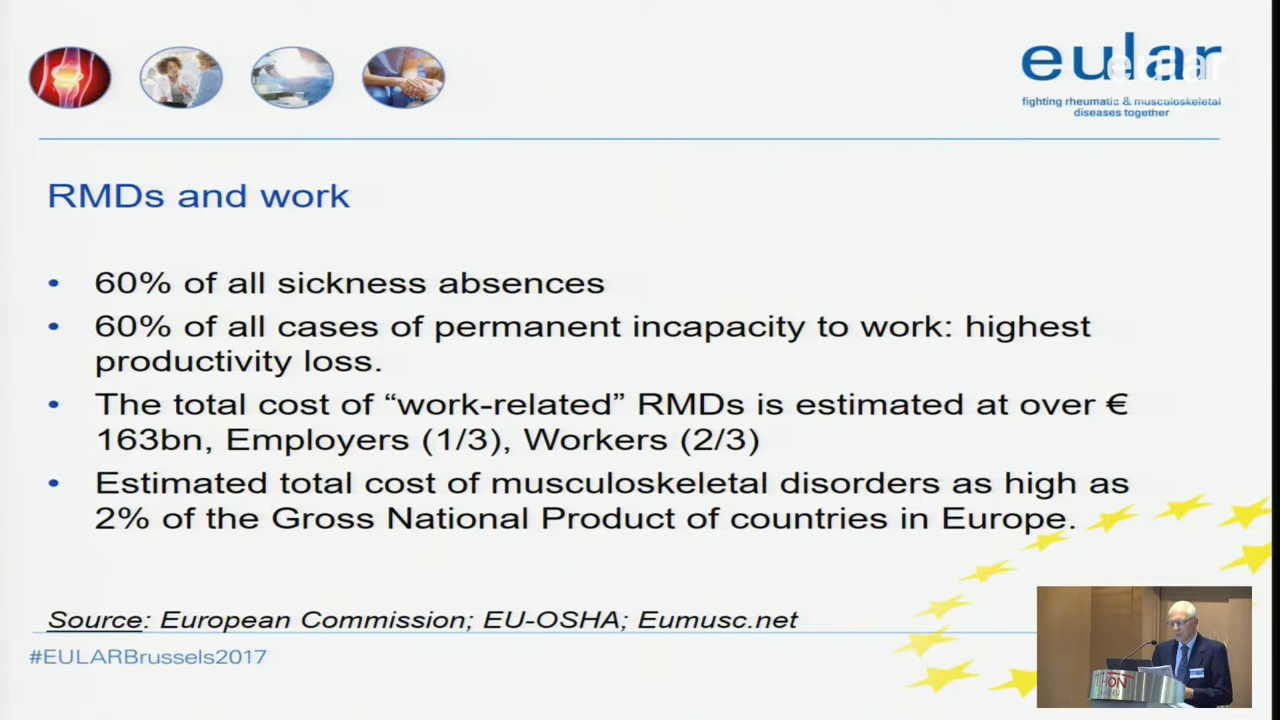 eular
eular
fighting rheumatic & musculoskeletal
diseases together
RMDs and work
• 60% of all sickness absences
• 60% of all cases of permanent incapacity to work: highest
productivity loss.
• The total cost of “work-related” RMDs is estimated at over €
163bn, Employers (1/3), Workers (2/3)
• Estimated total cost of musculoskeletal disorders as high as
2% of the Gross National Product of countries in Europe.
Source: European Commission; EU-OSHA; Eumusc.net
#EULARBrussels2017